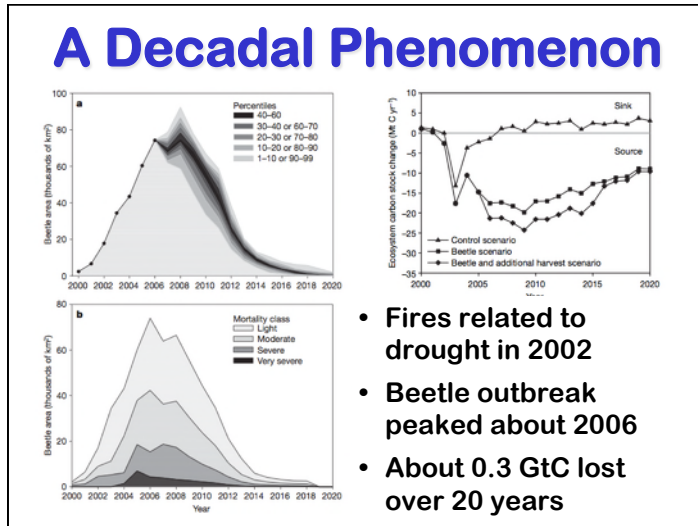 A Decadal Phenomenon
a
Percentiles
40–60
30–40 or 60–70
20–30 or 70–80
10–20 or 80–90
1–10 or 90–99
Beetle area (thousands of km²)
100
80
60
40
20
0
2000 2002 2004 2006 2008 2010 2012 2014 2016 2018 2020
Ecosystem carbon stock change (Mt C yr⁻¹)
10
5
0
−5
−10
−15
−20
−25
−30
−35
Sink
Source
Control scenario
Beetle scenario
Beetle and additional harvest scenario
2000 2005 2010 2015 2020
b
Mortality class
Light
Moderate
Severe
Very severe
Beetle area (thousands of km²)
80
60
40
20
0
2000 2002 2004 2006 2008 2010 2012 2014 2016 2018 2020
Year
• Fires related to
drought in 2002
• Beetle outbreak
peaked about 2006
• About 0.3 GtC lost
over 20 years